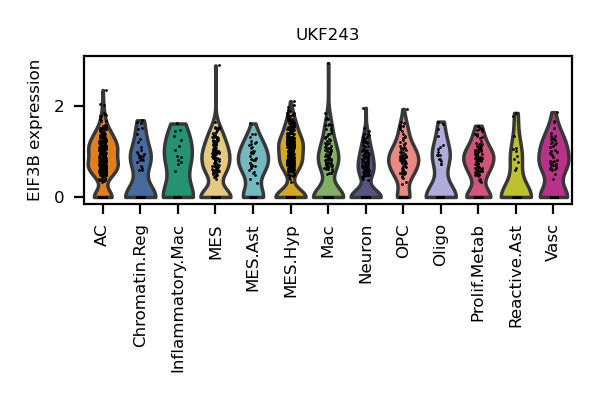 UKF243
EIF3B expression
2
0
AC
Chromatin.Reg
Inflammatory.Mac
MES
MES.Ast
MES.Hyp
Mac
Neuron
OPC
Oligo
Prolif.Metab
Reactive.Ast
Vasc